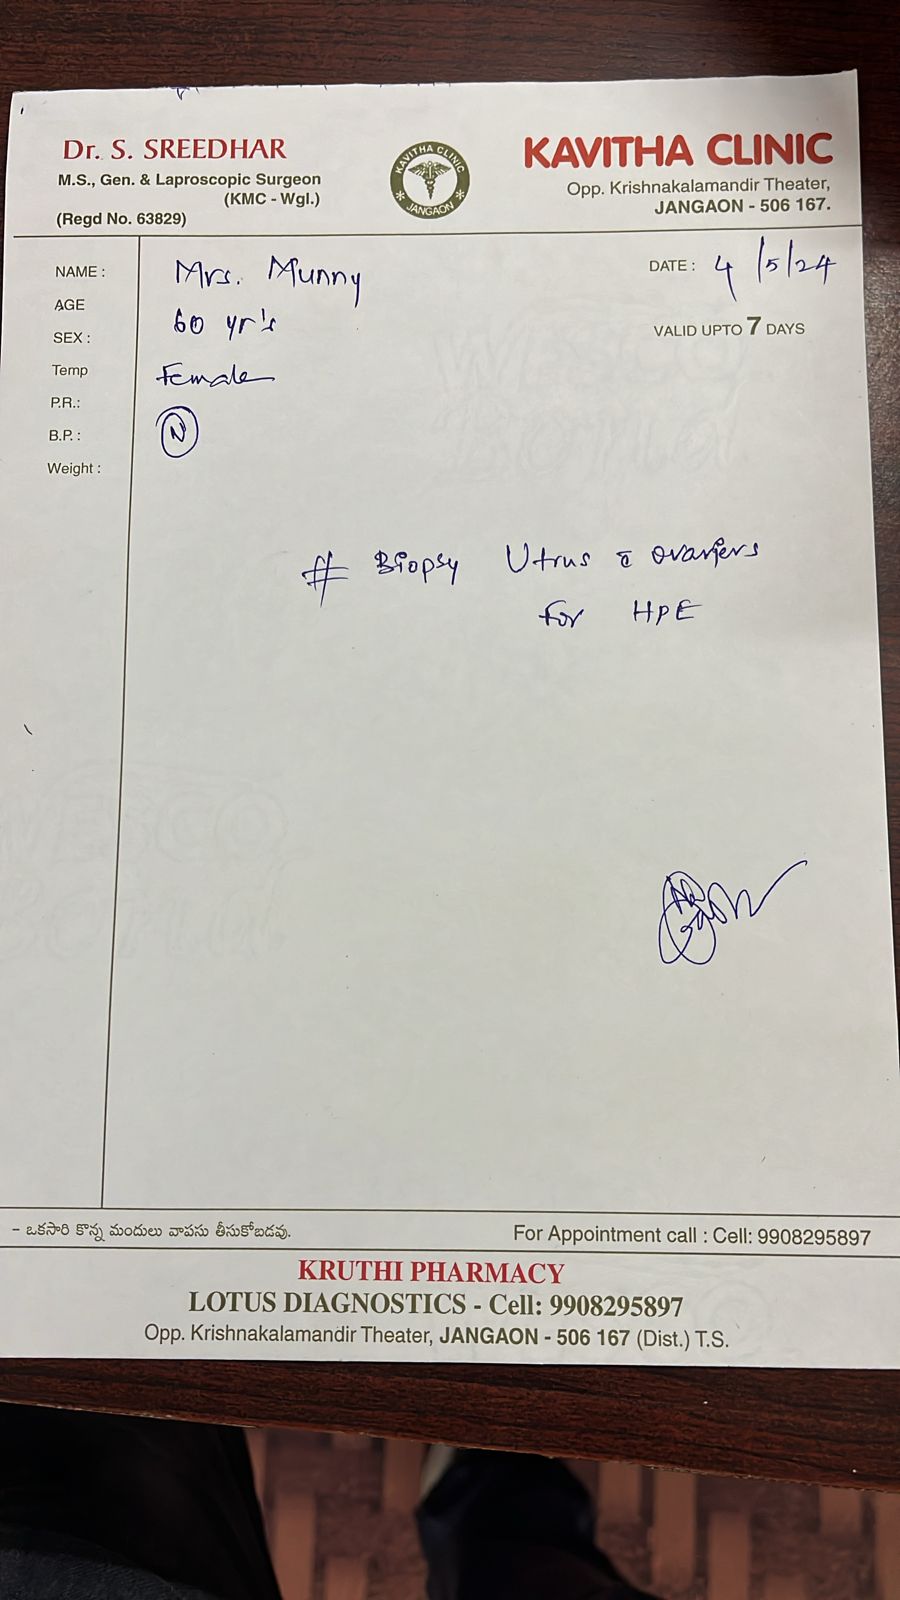 Dr. S. SREEDHAR
M.S., Gen. & Laproscopic Surgeon
(KMC - Wgl.)
(Regd No. 63829)
KAVITHA CLINIC
JANGAON
KAVITHA CLINIC
Opp. Krishnakalamandir Theater,
JANGAON - 506 167.
NAME : Mrs. Munny
DATE : 4/5/24
AGE 60 yr's
VALID UPTO 7 DAYS
SEX : Female
Temp
P.R.: N
B.P. :
Weight :
# Biopsy Utrus c̄ ovariers
for HPE
- ఒకసారి కొన్న మందులు వాపసు తీసుకోబడవు.
For Appointment call : Cell: 9908295897
KRUTHI PHARMACY
LOTUS DIAGNOSTICS - Cell: 9908295897
Opp. Krishnakalamandir Theater, JANGAON - 506 167 (Dist.) T.S.